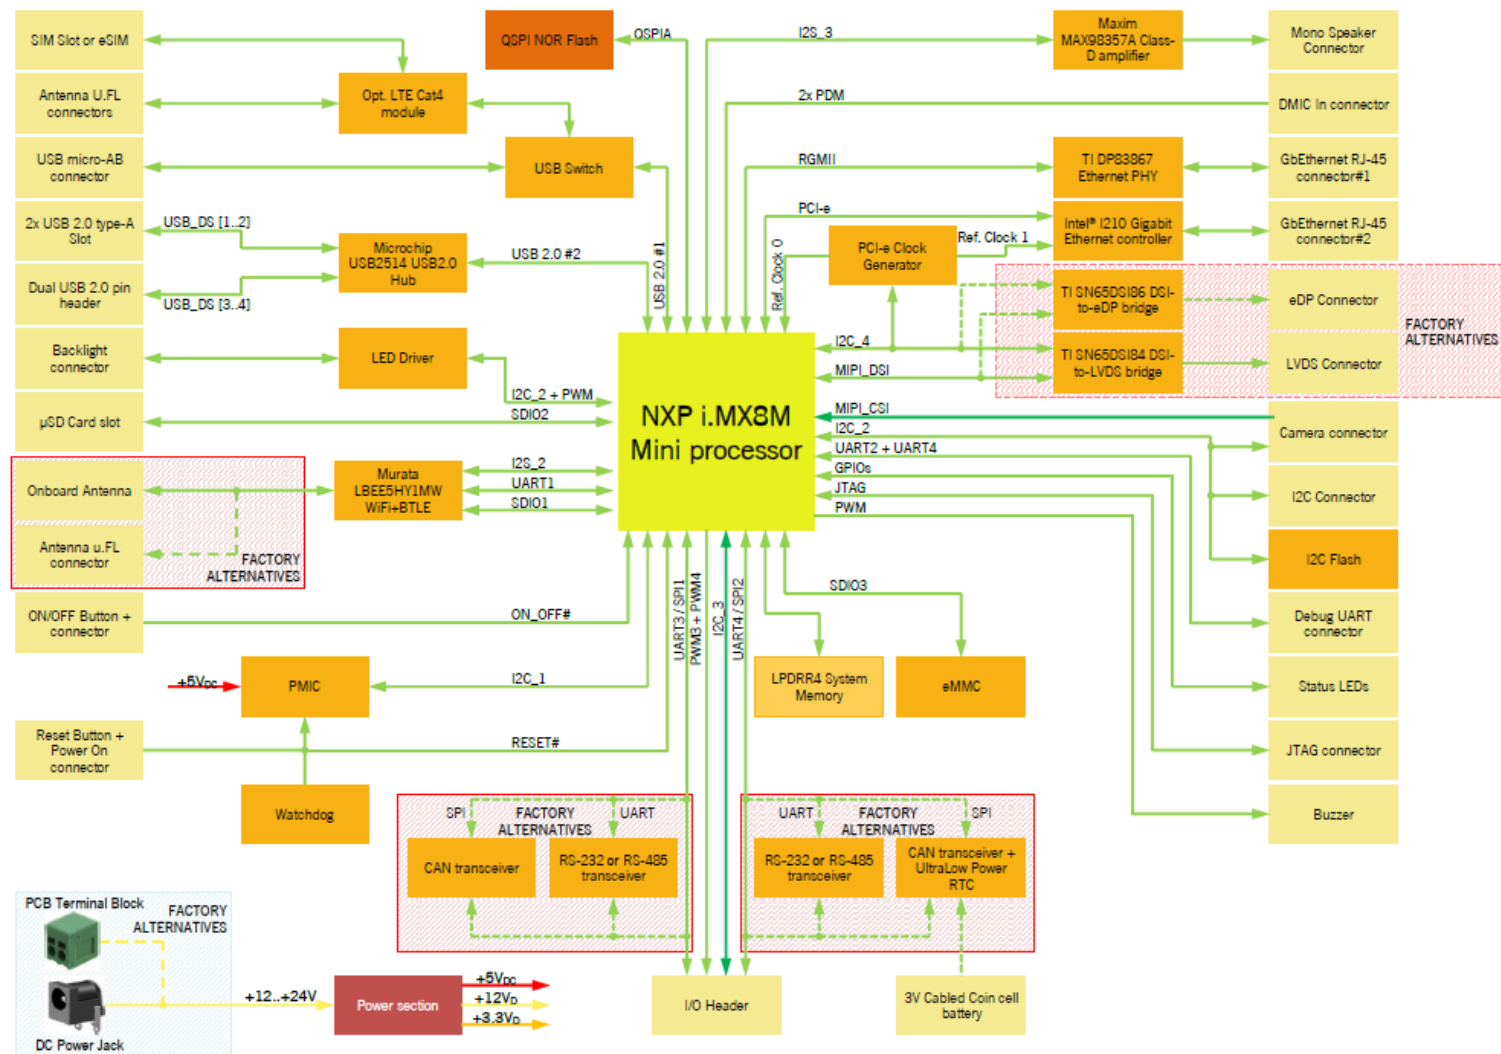 SIM Slot or eSIM
QSPI NOR Flash
QSPIA
I2S_3
Maxim
MAX98357A Class-
D amplifier
Mono Speaker
Connector
Antenna U.FL
connectors
Opt. LTE Cat4
module
2x PDM
DMIC In connector
USB micro-AB
connector
USB Switch
RGMII
TI DP83867
Ethernet PHY
GbEthernet RJ-45
connector#1
2x USB 2.0 type-A
Slot
USB_DS [1..2]
Microchip
USB2514 USB2.0
Hub
USB 2.0 #2
USB 2.0 #1
PCI-e
Ref. Clock 0
PCI-e Clock
Generator
Ref. Clock 1
Intel® I210 Gigabit
Ethernet controller
GbEthernet RJ-45
connector#2
Dual USB 2.0 pin
header
USB_DS [3..4]
TI SN65DSI86 DSI-
to-eDP bridge
eDP Connector
FACTORY
ALTERNATIVES
Backlight
connector
LED Driver
I2C_2 + PWM
I2C_4
MIPI_DSI
TI SN65DSI84 DSI-
to-LVDS bridge
LVDS Connector
µSD Card slot
SDIO2
NXP i.MX8M
Mini processor
MIPI_CSI
I2C_2
UART2 + UART4
GPIOs
JTAG
PWM
Camera connector
Onboard Antenna
Murata
LBEE5HY1MW
WiFi+BTLE
I2S_2
UART1
SDIO1
I2C Connector
Antenna u.FL
connector
FACTORY
ALTERNATIVES
I2C Flash
ON/OFF Button +
connector
ON_OFF#
UART3 / SPI1
PWM3 + PWM4
I2C_3
UART4 / SPI2
SDIO3
Debug UART
connector
+5VDC
PMIC
I2C_1
LPDRR4 System
Memory
eMMC
Status LEDs
Reset Button +
Power On
connector
RESET#
JTAG connector
Watchdog
SPI
FACTORY
ALTERNATIVES
UART
UART
FACTORY
ALTERNATIVES
SPI
Buzzer
CAN transceiver
RS-232 or RS-485
transceiver
RS-232 or RS-485
transceiver
CAN transceiver +
UltraLow Power
RTC
PCB Terminal Block
FACTORY
ALTERNATIVES
+12..+24V
Power section
+5VDC
+12VD
+3.3VD
I/O Header
3V Cabled Coin cell
battery
DC Power Jack